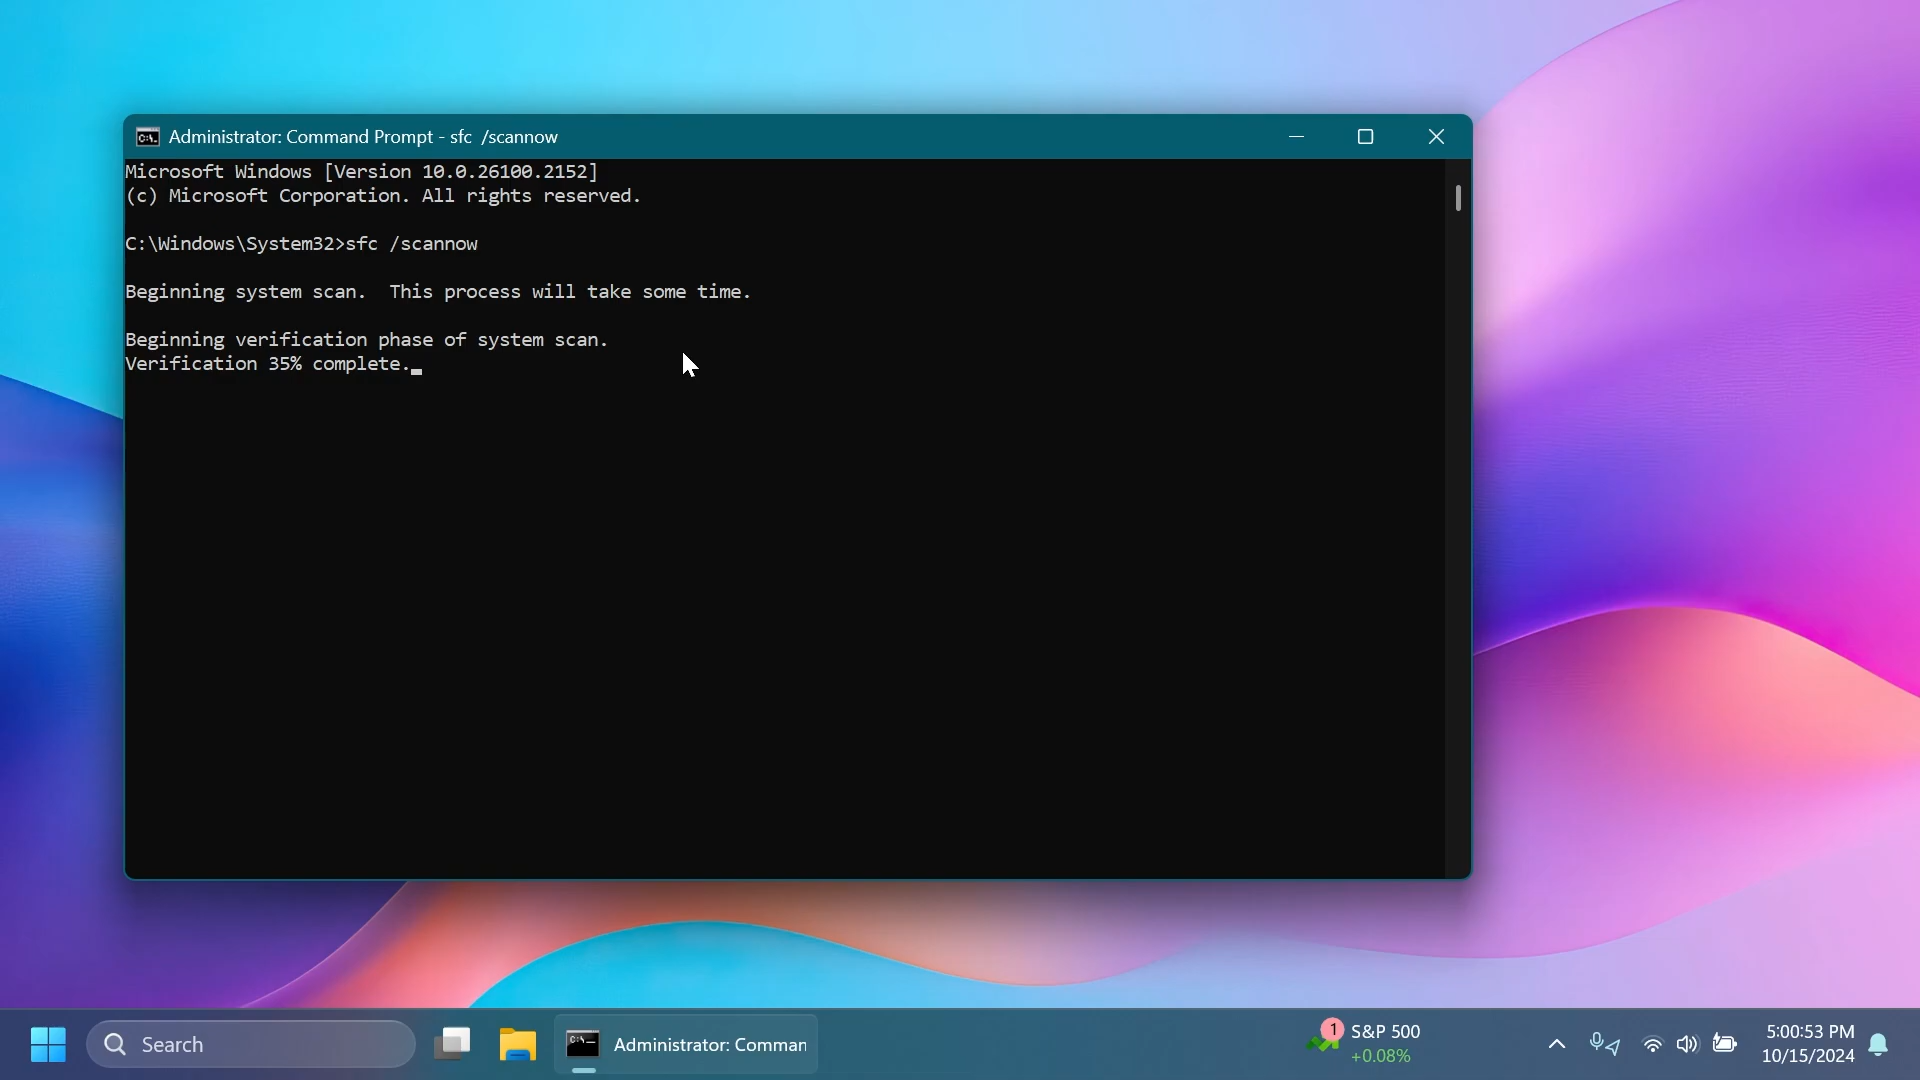 Administrator: Command Prompt - sfc  /scannow
Microsoft Windows [Version 10.0.26100.2152]
(c) Microsoft Corporation. All rights reserved.
C:\Windows\System32>sfc /scannow
Beginning system scan.  This process will take some time.
Beginning verification phase of system scan.
Verification 35% complete.
Search
Administrator: Comman
1
S&P 500
+0.08%
5:00:53 PM
10/15/2024